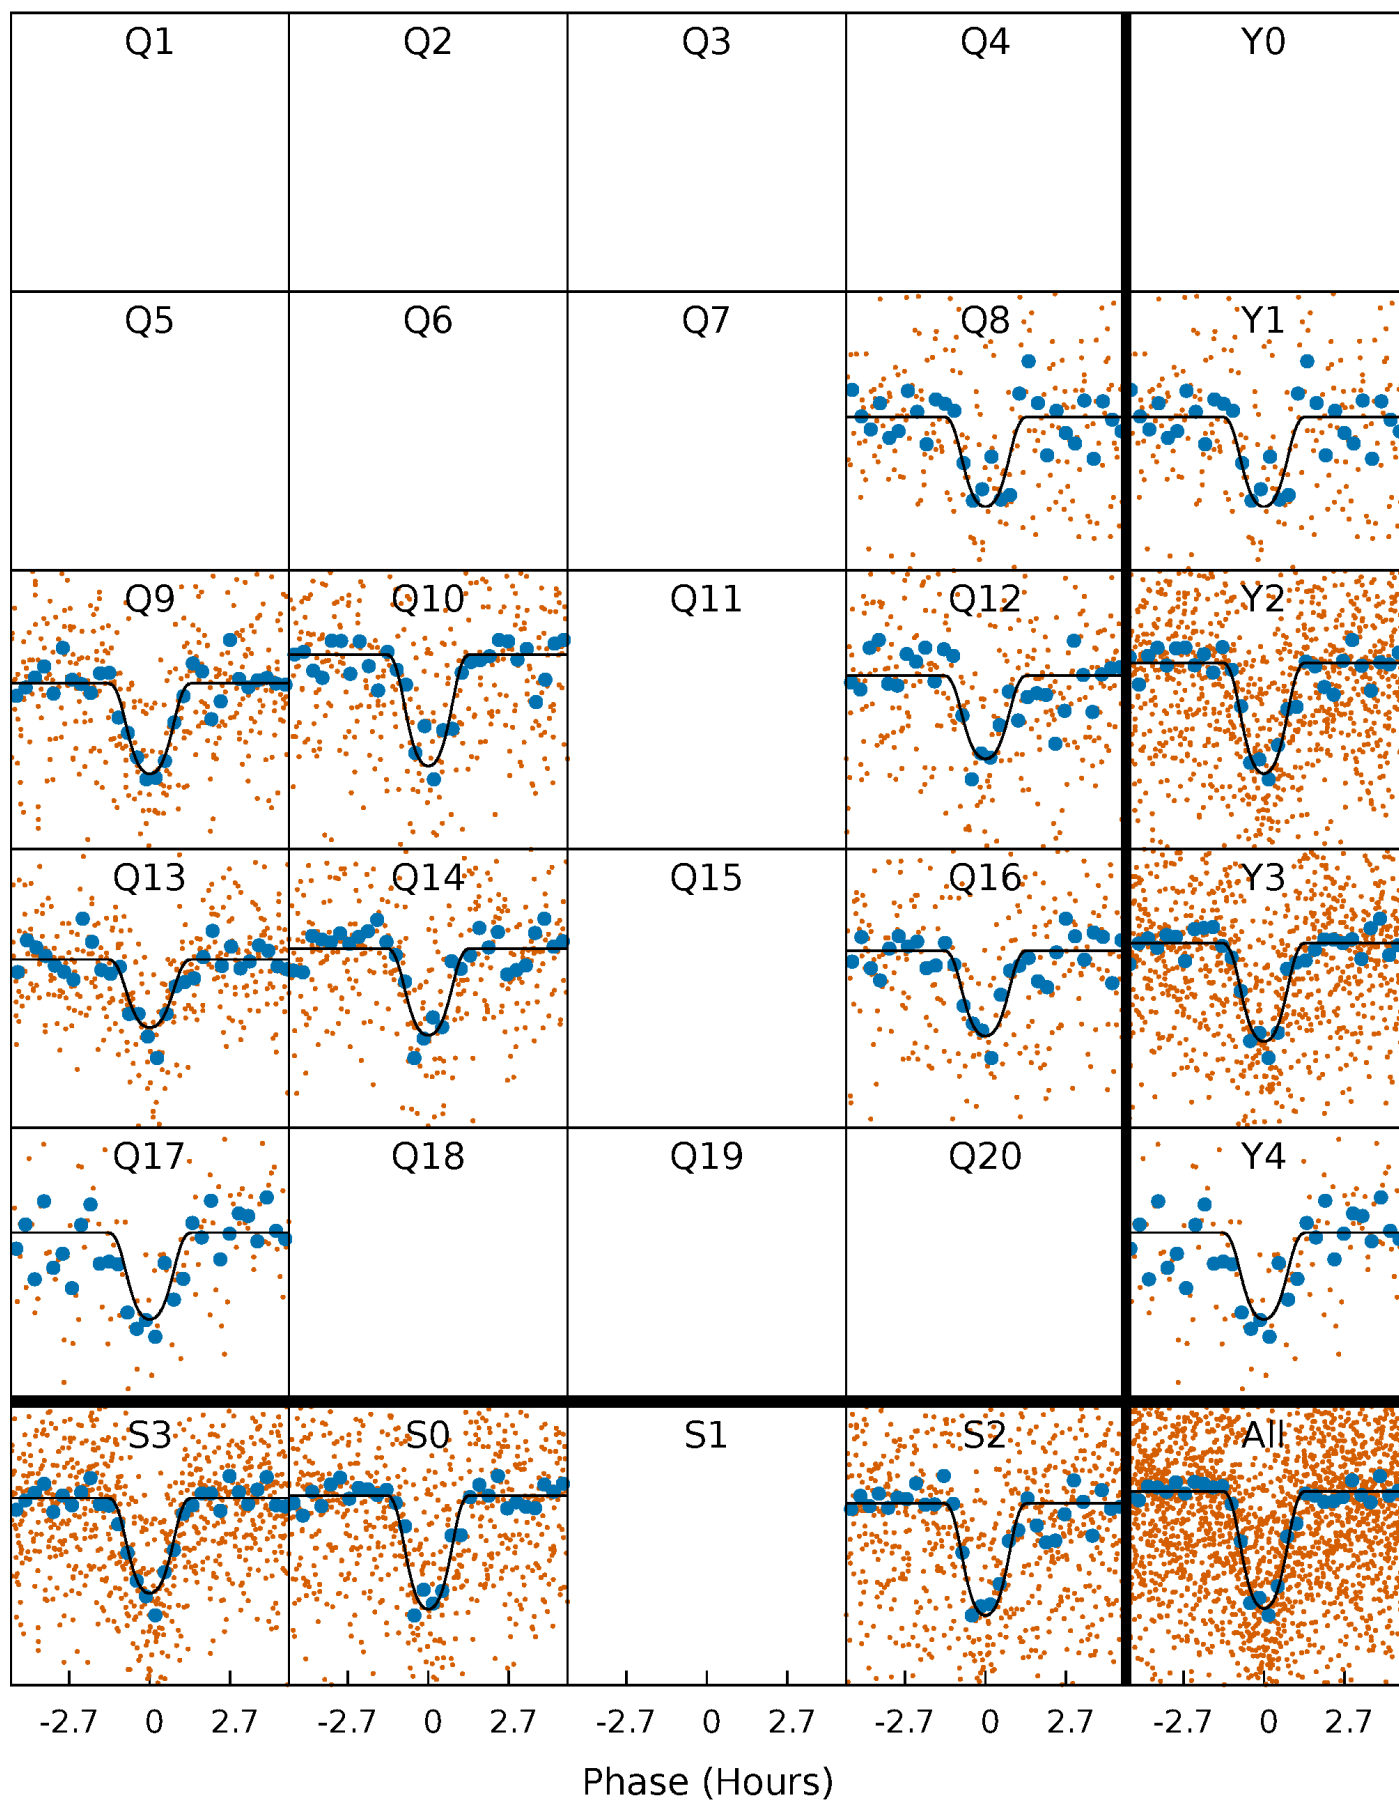 Q1 Q2 Q3 Q4 Y0
Q5 Q6 Q7 Q8 Y1
Q9 Q10 Q11 Q12 Y2
Q13 Q14 Q15 Q16 Y3
Q17 Q18 Q19 Q20 Y4
S3 S0 S1 S2 All
-2.7 0 2.7 -2.7 0 2.7 -2.7 0 2.7 -2.7 0 2.7 -2.7 0 2.7
Phase (Hours)